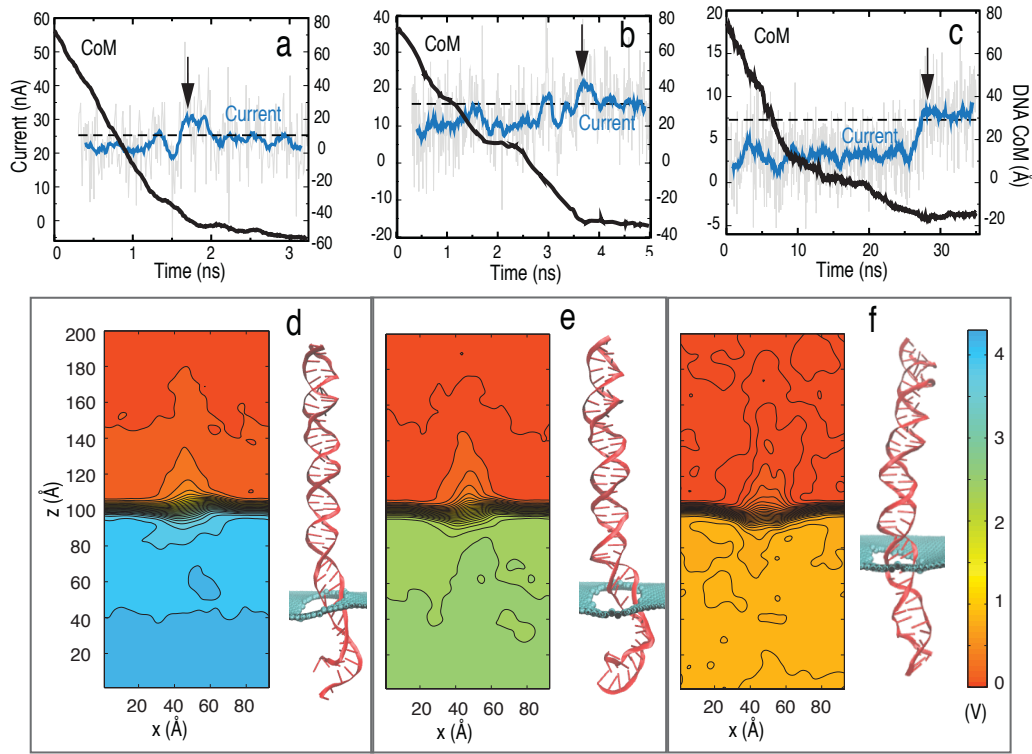 a
CoM
Current
Current (nA)
60
50
40
30
20
10
0
80
60
40
20
0
-20
-40
-60
0
1
2
3
Time (ns)
b
CoM
Current
40
30
20
10
0
-10
-20
80
60
40
20
0
-20
-40
0
1
2
3
4
5
Time (ns)
c
CoM
Current
20
15
10
5
0
-5
80
60
40
20
0
-20
DNA CoM (Å)
0
10
20
30
Time (ns)
d
z (Å)
200
180
160
140
120
100
80
60
40
20
20 40 60 80
x (Å)
e
20 40 60 80
x (Å)
f
20 40 60 80
x (Å)
4
3
2
1
0
(V)